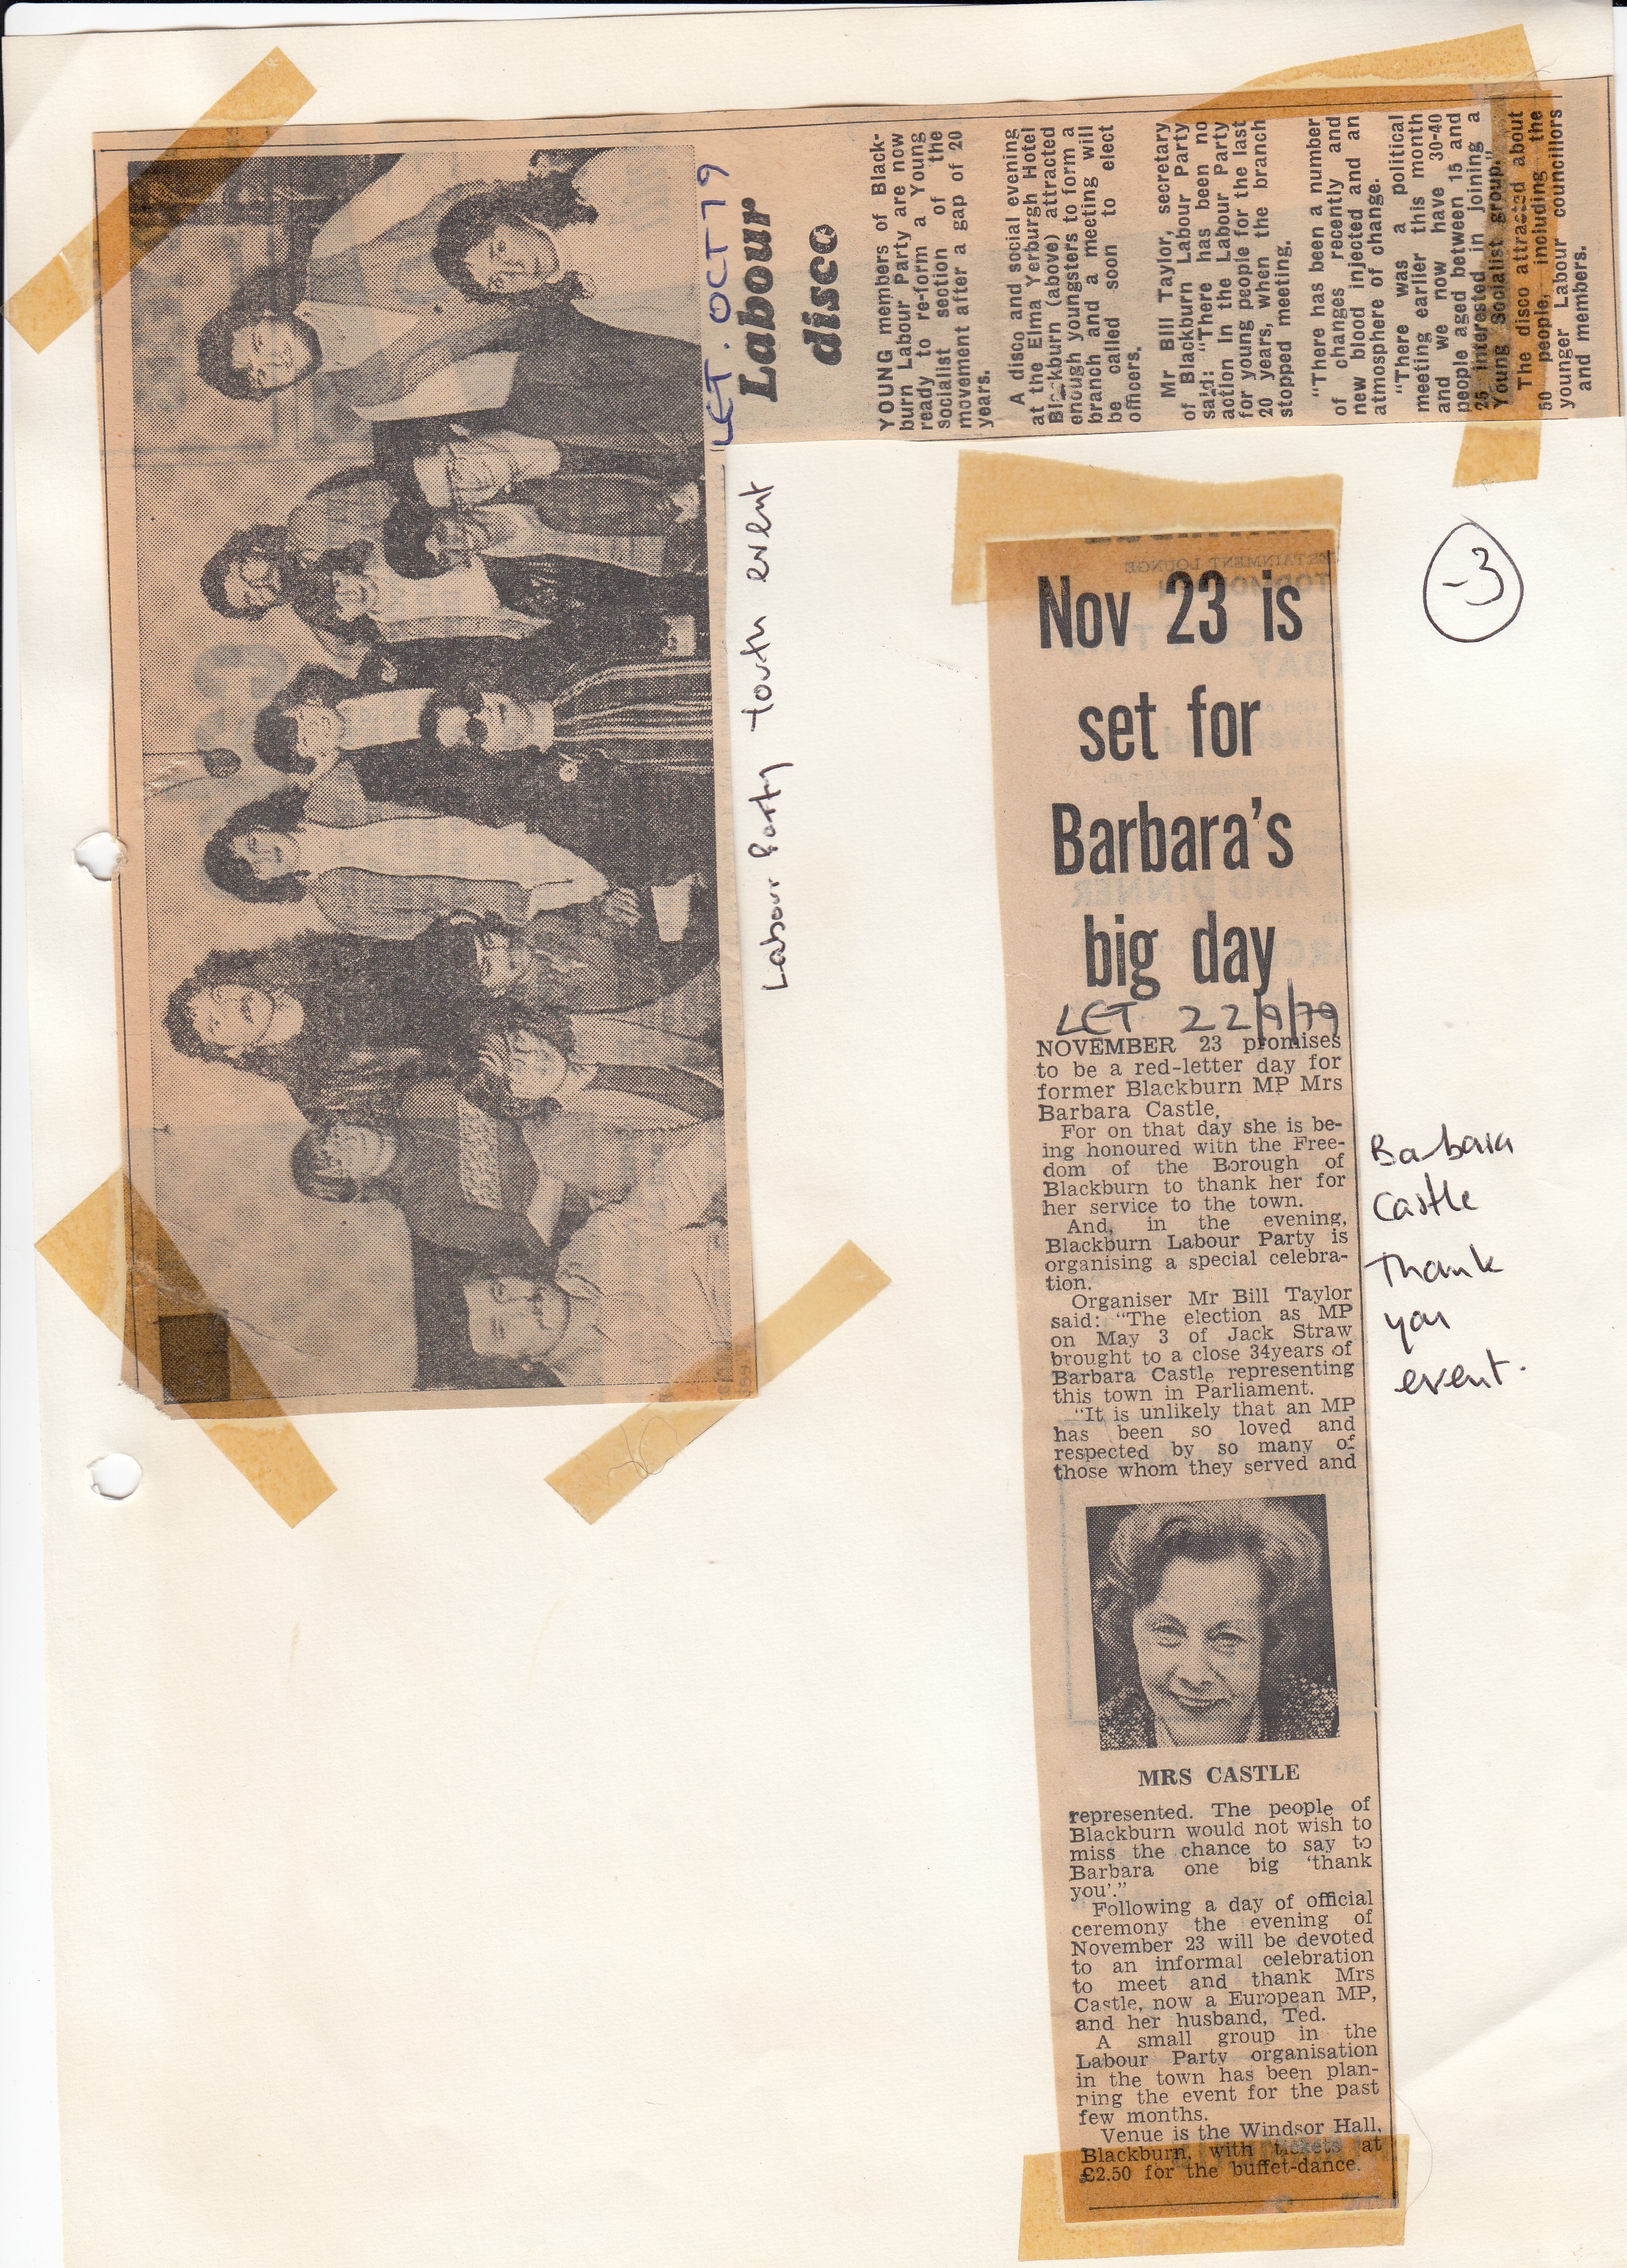 LET. OCT 79
Labour
disco
YOUNG members of Black-
burn Labour Party are now
ready to re-form a Young
socialist section of the
movement after a gap of 20
years.
A disco and social evening
at the Elma Yerburgh Hotel
Blackburn (above) attracted
enough youngsters to form a
branch and a meeting will
be called soon to elect
officers.
Mr Bill Taylor, secretary
of Blackburn Labour Party
said: "There has been no
action in the Labour Party
for young people for the last
20 years, when the branch
stopped meeting.
"There has been a number
of changes recently and
new blood injected and an
atmosphere of change.
"There was a political
meeting earlier this month
and we now have 30-40
people aged between 15 and
25 interested in joining a
Young Socialist group."
The disco attracted about
50 people, including the
younger Labour councillors
and members.
Labour Party Youth event
-3
Nov 23 is
set for
Barbara's
big day
LET 22/9/79
NOVEMBER 23 promises
to be a red-letter day for
former Blackburn MP Mrs
Barbara Castle.
For on that day she is be-
ing honoured with the Free-
dom of the Borough of
Blackburn to thank her for
her service to the town.
And, in the evening,
Blackburn Labour Party is
organising a special celebra-
tion.
Organiser Mr Bill Taylor
said: "The election as MP
on May 3 of Jack Straw
brought to a close 34years of
Barbara Castle representing
this town in Parliament.
"It is unlikely that an MP
has been so loved and
respected by so many of
those whom they served and
MRS CASTLE
represented. The people of
Blackburn would not wish to
miss the chance to say to
Barbara one big 'thank
you'."
Following a day of official
ceremony the evening of
November 23 will be devoted
to an informal celebration
to meet and thank Mrs
Castle, now a European MP,
and her husband, Ted.
A small group in the
Labour Party organisation
in the town has been plan-
ning the event for the past
few months.
Venue is the Windsor Hall,
Blackburn, with tickets at
£2.50 for the buffet-dance.
Barbara
Castle
Thank
you
event.